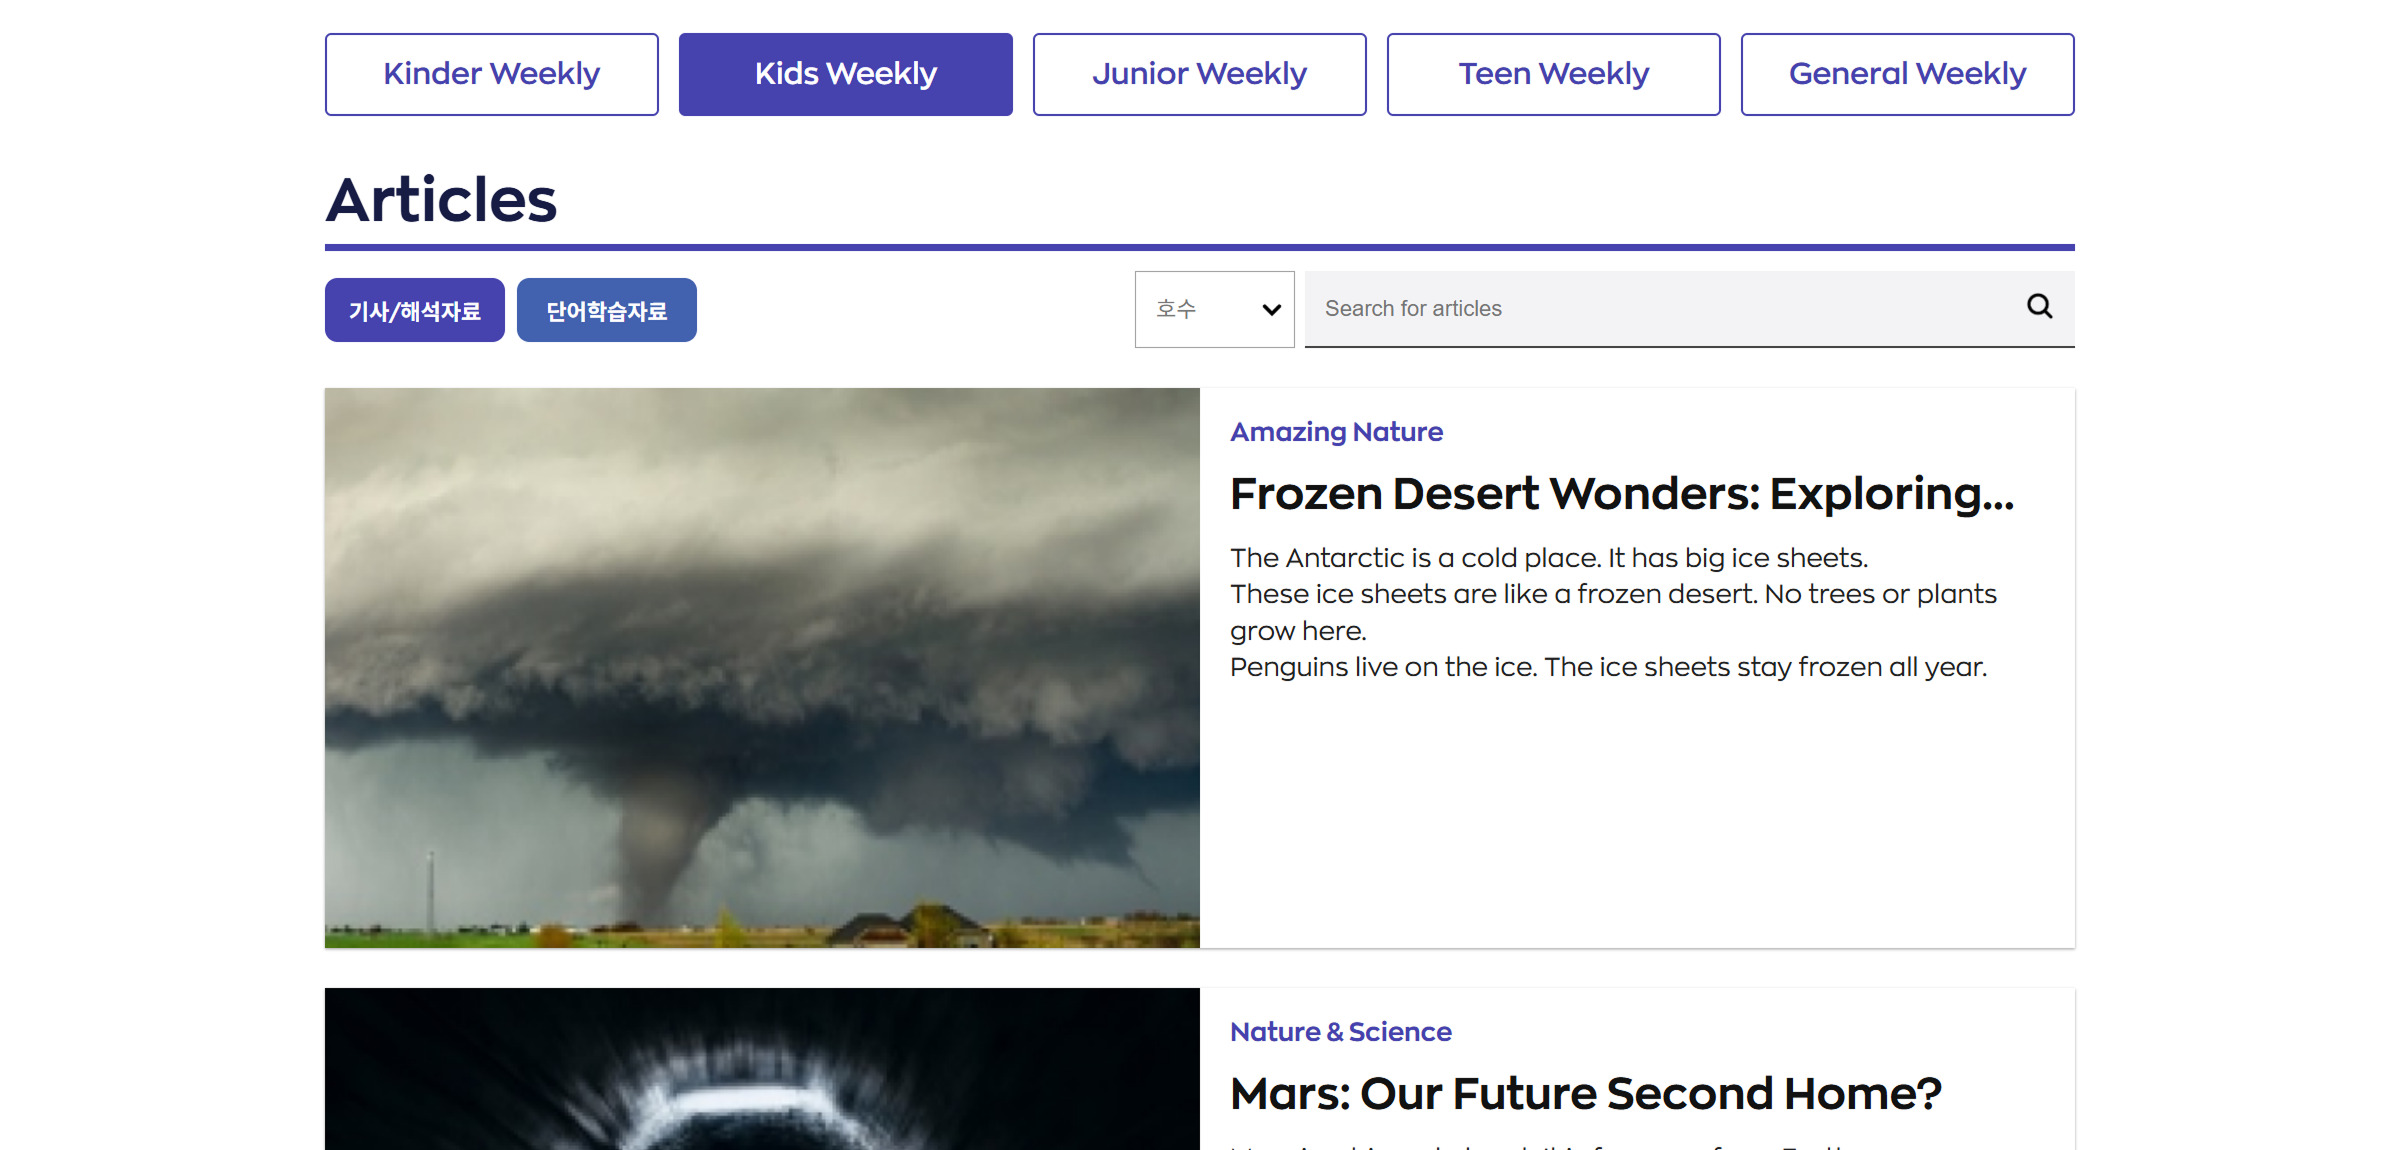 Kinder Weekly
Kids Weekly
Junior Weekly
Teen Weekly
General Weekly
Articles
기사/해석자료
단어학습자료
호수
Search for articles
Amazing Nature
Frozen Desert Wonders: Exploring...
The Antarctic is a cold place. It has big ice sheets.
These ice sheets are like a frozen desert. No trees or plants
grow here.
Penguins live on the ice. The ice sheets stay frozen all year.
Nature & Science
Mars: Our Future Second Home?